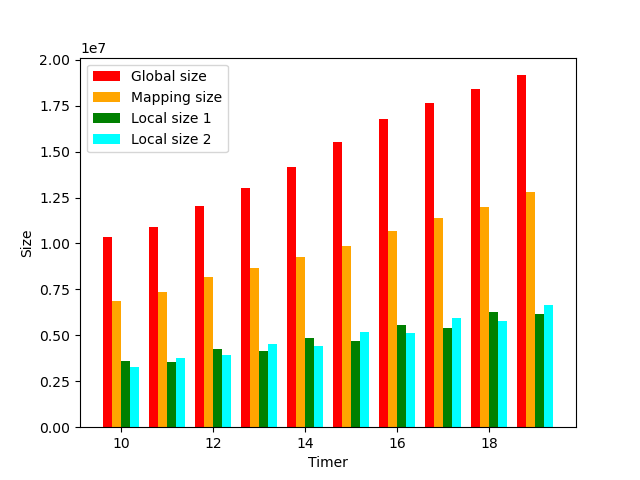 1e7
2.00
1.75
1.50
1.25
1.00
0.75
0.50
0.25
0.00
Size
Global size
Mapping size
Local size 1
Local size 2
10 12 14 16 18
Timer